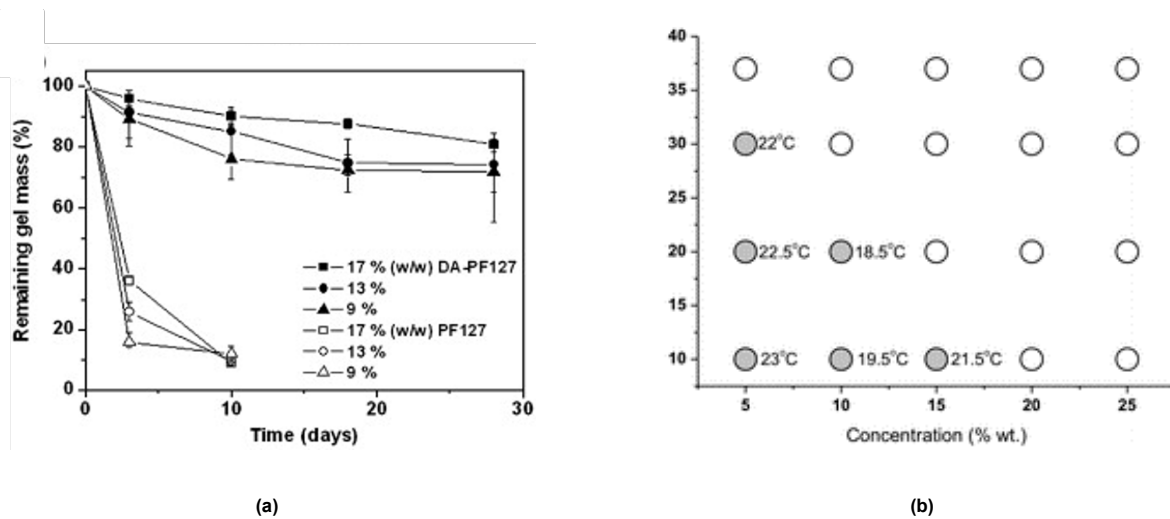 100
80
60
40
20
0
Remaining gel mass (%)
17 % (w/w) DA-PF127
13 %
9 %
17 % (w/w) PF127
13 %
9 %
0 10 20 30
Time (days)
(a)
40
35
30
25
20
15
10
22°C
22.5°C 18.5°C
23°C 19.5°C 21.5°C
5 10 15 20 25
Concentration (% wt.)
(b)